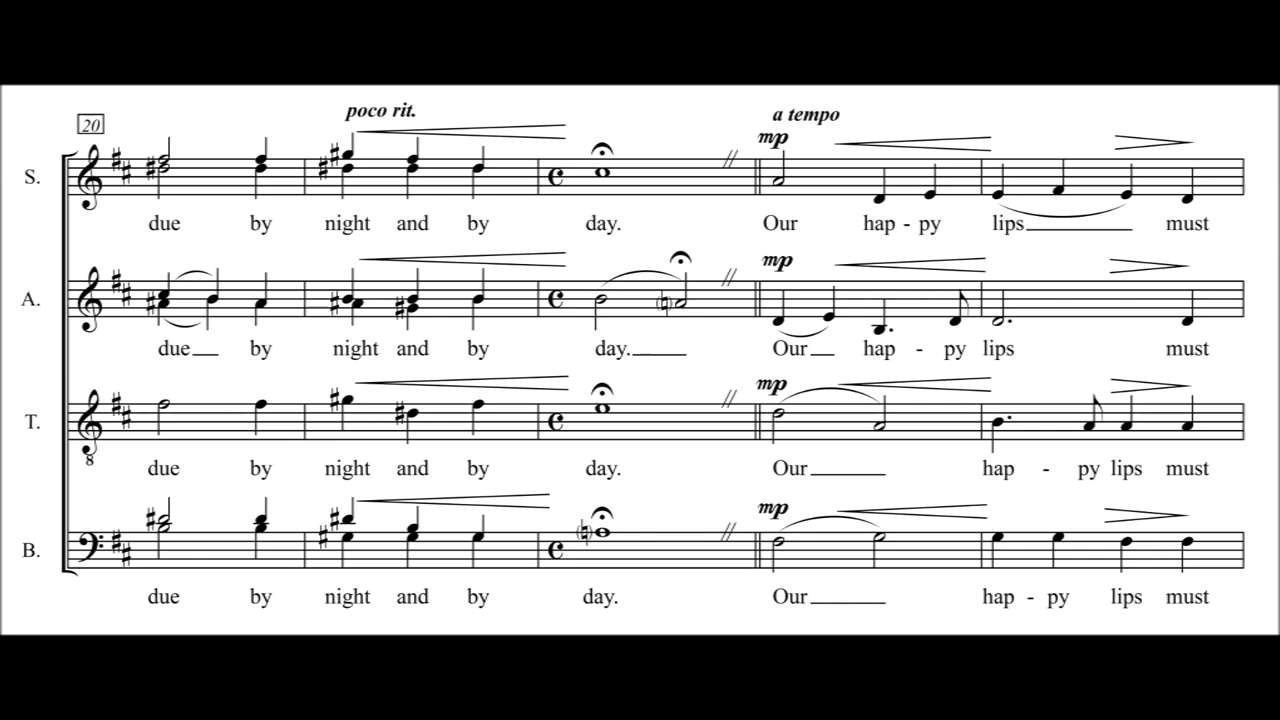 20
poco rit.
a tempo
mp
S.
due by night and by day. Our hap - py lips must
mp
A.
due by night and by day. Our hap - py lips must
mp
T.
8
due by night and by day. Our hap - py lips must
mp
B.
due by night and by day. Our hap - py lips must